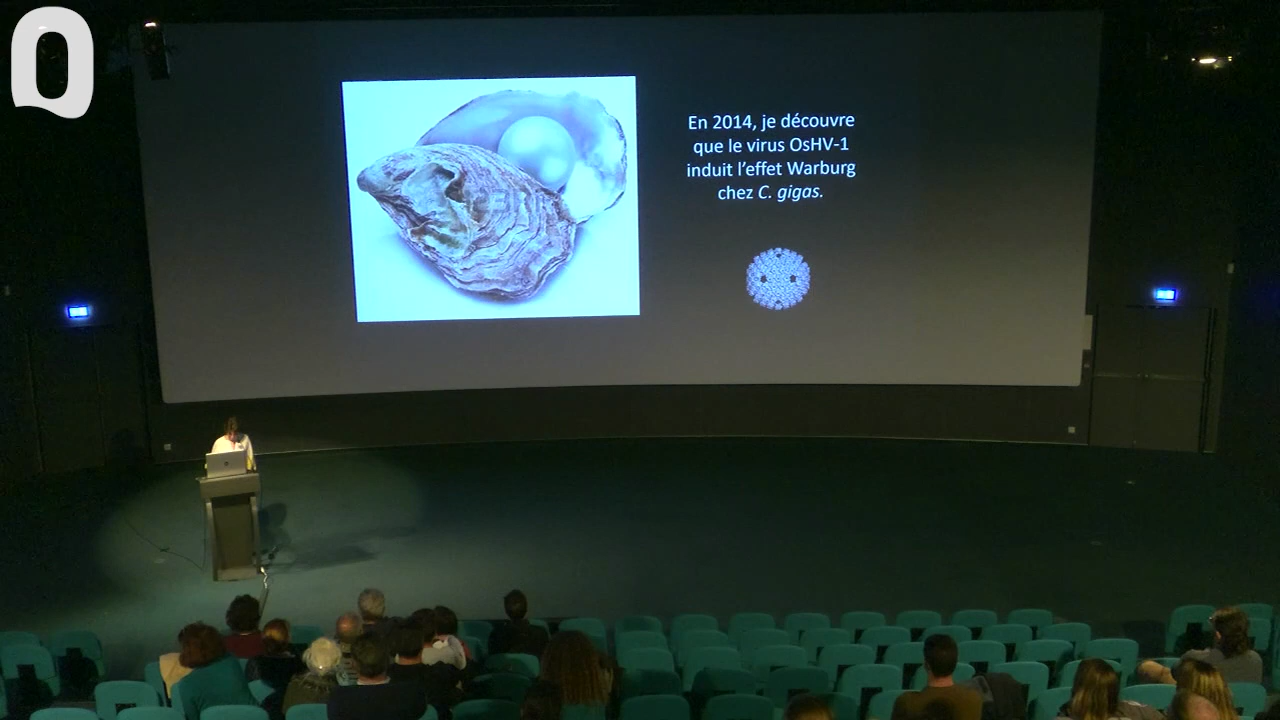 O
En 2014, je découvre
que le virus OsHV-1
induit l'effet Warburg
chez C. gigas.